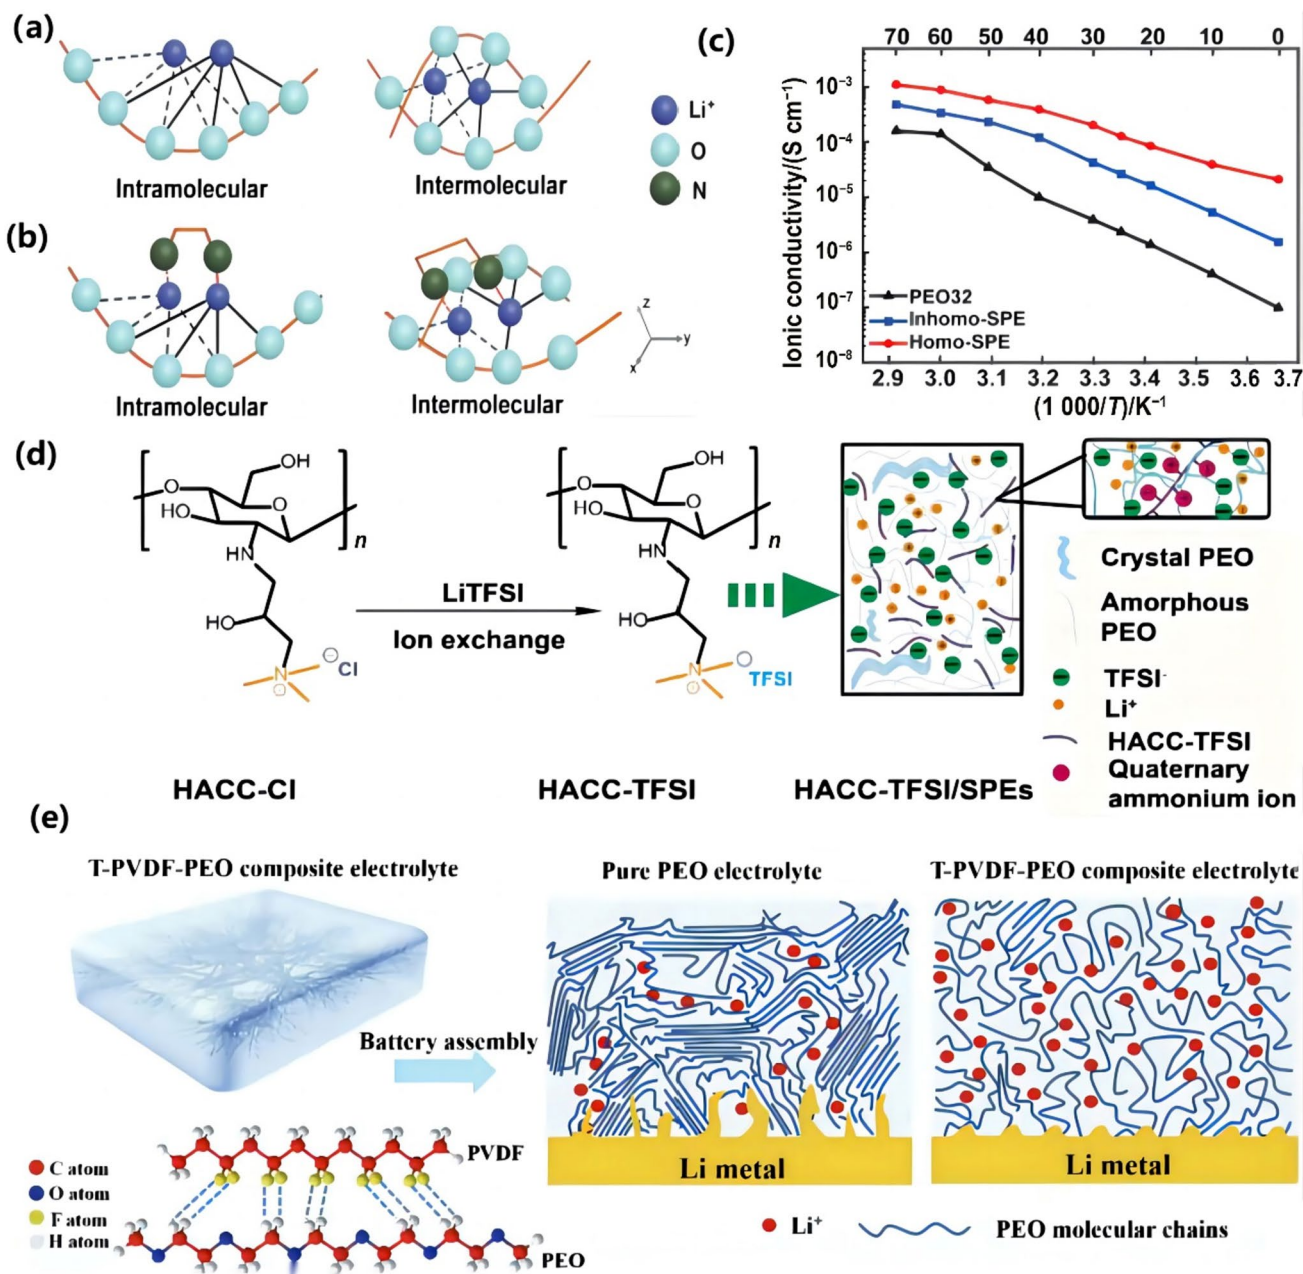 (a)
Intramolecular
Intermolecular
Li⁺
O
N
(b)
Intramolecular
Intermolecular
z
y
x
(c)
70 60 50 40 30 20 10 0
Ionic conductivity/(S cm⁻¹)
10⁻³
10⁻⁴
10⁻⁵
10⁻⁶
10⁻⁷
10⁻⁸
PEO32
Inhomo-SPE
Homo-SPE
2.9 3.0 3.1 3.2 3.3 3.4 3.5 3.6 3.7
(1 000/T)/K⁻¹
(d)
OH
O
O
HO
n
HN
HO
N
Cl
HACC-Cl
LiTFSI
Ion exchange
OH
O
O
HO
n
HN
HO
N
TFSI
HACC-TFSI
HACC-TFSI/SPEs
Crystal PEO
Amorphous
PEO
TFSI⁻
Li⁺
HACC-TFSI
Quaternary
ammonium ion
(e)
T-PVDF-PEO composite electrolyte
Battery assembly
PVDF
C atom
O atom
F atom
H atom
PEO
Pure PEO electrolyte
Li metal
T-PVDF-PEO composite electrolyte
Li metal
Li⁺
PEO molecular chains